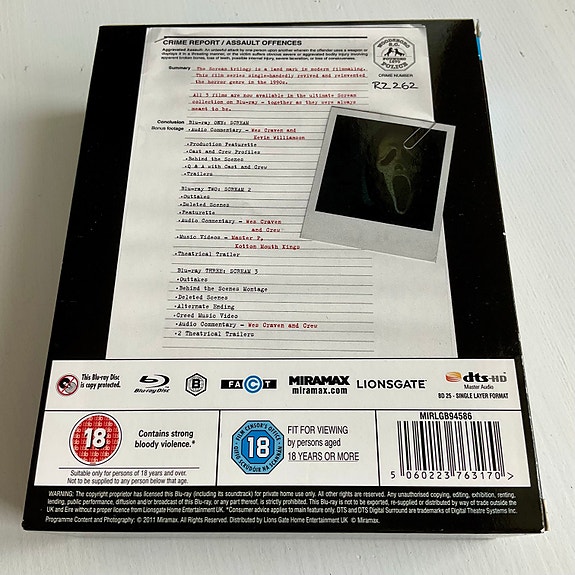 CRIME REPORT / ASSAULT OFFENCES
Aggravated Assault: An unlawful attack by one person upon another wherein the offender uses a weapon or
displays it in a threatening manner, or the victim suffers obvious severe or aggravated bodily injury involving
apparent broken bones, loss of teeth, possible internal injury, severe laceration, or loss of consciousness.
WOODSBORO
POLICE
CRIME NUMBER
RZ 262
Summary
The Scream trilogy is a land mark in modern filmmaking.
This film series single-handedly revived and reinvented
the horror genre in the 1990s.
All 3 films are now available in the ultimate Scream
collection on Blu-ray - together as they were always
meant to be.
Conclusion
Bonus footage
Blu-ray ONE: SCREAM
•Audio Commentary - Wes Craven and
Kevin Williamson
•Production Featurette
•Cast and Crew Profiles
•Behind the Scenes
•Q & A with Cast and Crew
•Trailers
Blu-ray TWO: SCREAM 2
•Outtakes
•Deleted Scenes
•Featurette
•Audio Commentary - Wes Craven
and Crew
•Music Videos - Master P,
Kotton Mouth Kings
•Theatrical Trailer
Blu-ray THREE: SCREAM 3
•Outtakes
•Behind the Scenes Montage
•Deleted Scenes
•Alternate Ending
•Creed Music Video
•Audio Commentary - Wes Craven and Crew
•2 Theatrical Trailers
This Blu-ray Disc
is copy protected.
Blu-ray Disc
B
FACT
MIRAMAX
miramax.com
LIONSGATE
dts-HD
Master Audio
BD 25 - SINGLE LAYER FORMAT
18
Contains strong
bloody violence.*
Suitable only for persons of 18 years and over.
Not to be supplied to any person below that age.
FILM CENSOR'S OFFICE
18
FIT FOR VIEWING
by persons aged
18 YEARS OR MORE
MIRLGB94586
5 060223 763170 >
WARNING: The copyright proprietor has licensed this Blu-ray (including its soundtrack) for private home use only. All other rights are reserved. Any unauthorised copying, editing, exhibition, renting,
lending, public performance, diffusion and/or broadcast of this Blu-ray, or any part thereof, is strictly prohibited. This Blu-ray is not to be exported, re-supplied or distributed by way of trade outside the
UK and Eire without a proper licence from Lionsgate Home Entertainment UK. *Consumer advice applies to main feature only. DTS and DTS Digital Surround are trademarks of Digital Theatre Systems Inc.
Programme Content and Photography: © 2011 Miramax. All Rights Reserved. Distributed by Lions Gate Home Entertainment UK © Miramax.